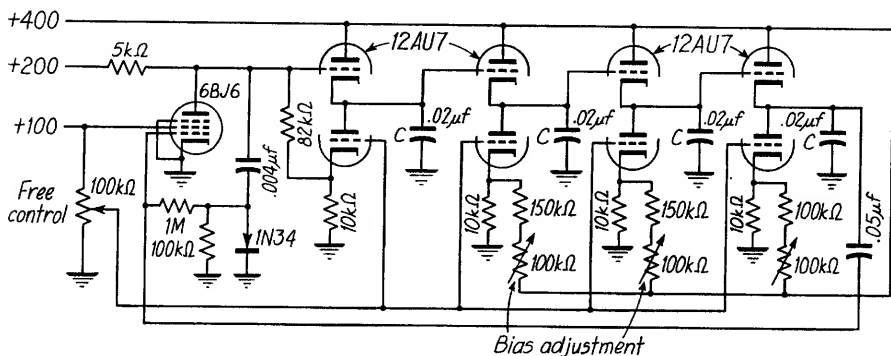 +400
12AU7
12AU7
5kΩ
+200
6BJ6
+100
82kΩ
.02μf
C
.02μf
C
.02μf
C
.02μf
C
.004μf
Free
control
100kΩ
1M
100kΩ
1N34
10kΩ
10kΩ
150kΩ
100kΩ
10kΩ
150kΩ
100kΩ
10kΩ
100kΩ
100kΩ
.05μf
Bias adjustment